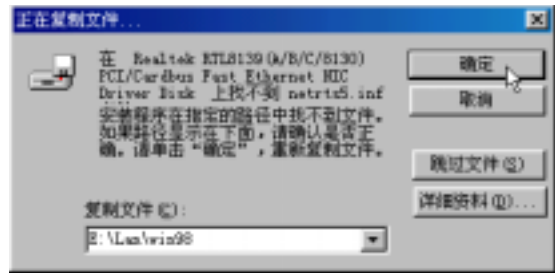 正在复制文件...
在 Realtek RTL8139(A/B/C/8130)
PCI/Cardbus Fast Ethernet NIC
Driver Disk 上找不到 netrts5.inf
安装程序在指定的路径中找不到文件。
如果路径显示在下面，请确认是否正
确。请单击“确定”，重新复制文件。
确定
取消
跳过文件(S)
详细资料(D)...
复制文件(C):
E:\Lan\win98